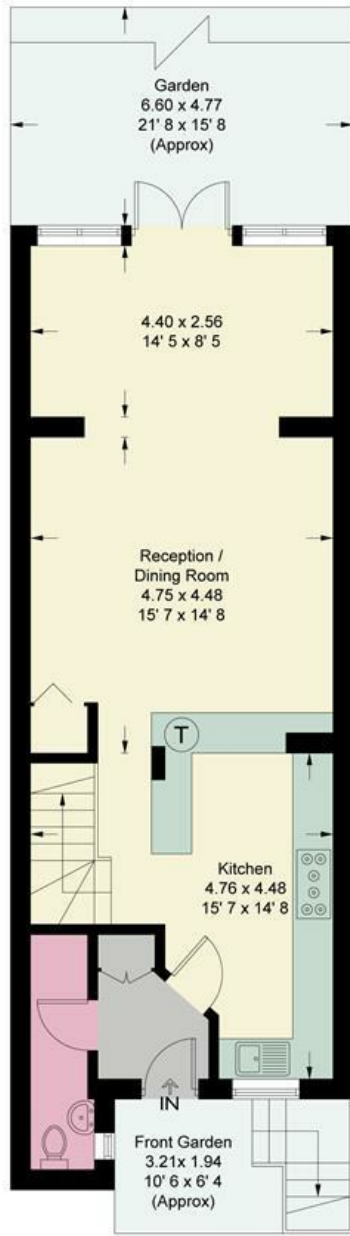 Garden
6.60 x 4.77
21' 8 x 15' 8
(Approx)
4.40 x 2.56
14' 5 x 8' 5
Reception /
Dining Room
4.75 x 4.48
15' 7 x 14' 8
T
Kitchen
4.76 x 4.48
15' 7 x 14' 8
IN
Front Garden
3.21x 1.94
10' 6 x 6' 4
(Approx)